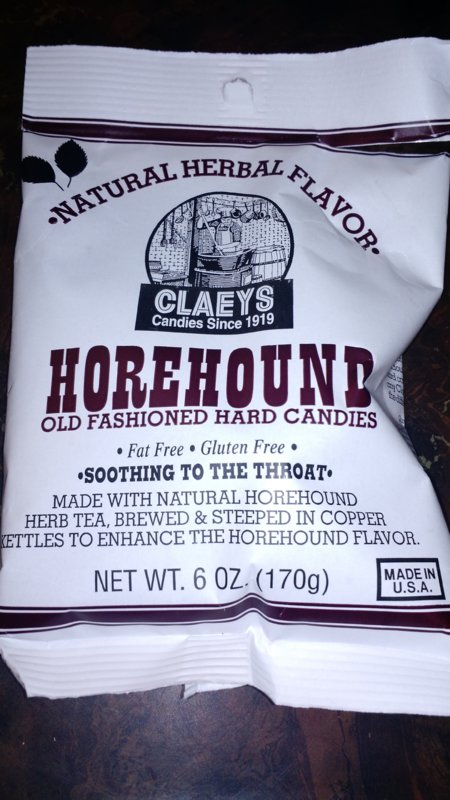 •NATURAL HERBAL FLAVOR•
CLAEYS
Candies Since 1919
HOREHOUND
OLD FASHIONED HARD CANDIES
• Fat Free • Gluten Free •
•SOOTHING TO THE THROAT•
MADE WITH NATURAL HOREHOUND
HERB TEA, BREWED & STEEPED IN COPPER
KETTLES TO ENHANCE THE HOREHOUND FLAVOR.
NET WT. 6 OZ. (170g)
MADE IN
U.S.A.